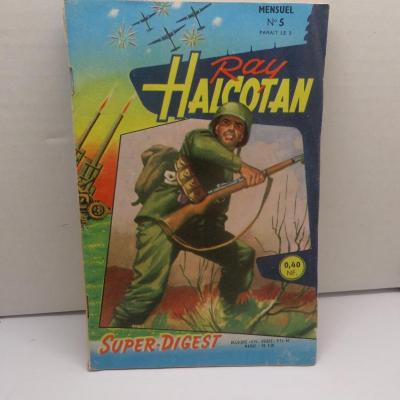 MENSUEL
N° 5
PARAIT LE 5
Ray
HALCOTAN
0,40
NF.
SUPER-DIGEST